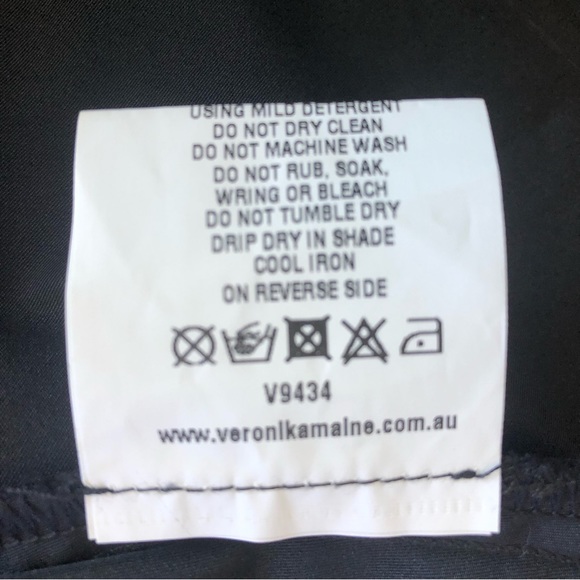 USING MILD DETERGENT
DO NOT DRY CLEAN
DO NOT MACHINE WASH
DO NOT RUB, SOAK,
WRING OR BLEACH
DO NOT TUMBLE DRY
DRIP DRY IN SHADE
COOL IRON
ON REVERSE SIDE
V9434
www.veronikamaine.com.au